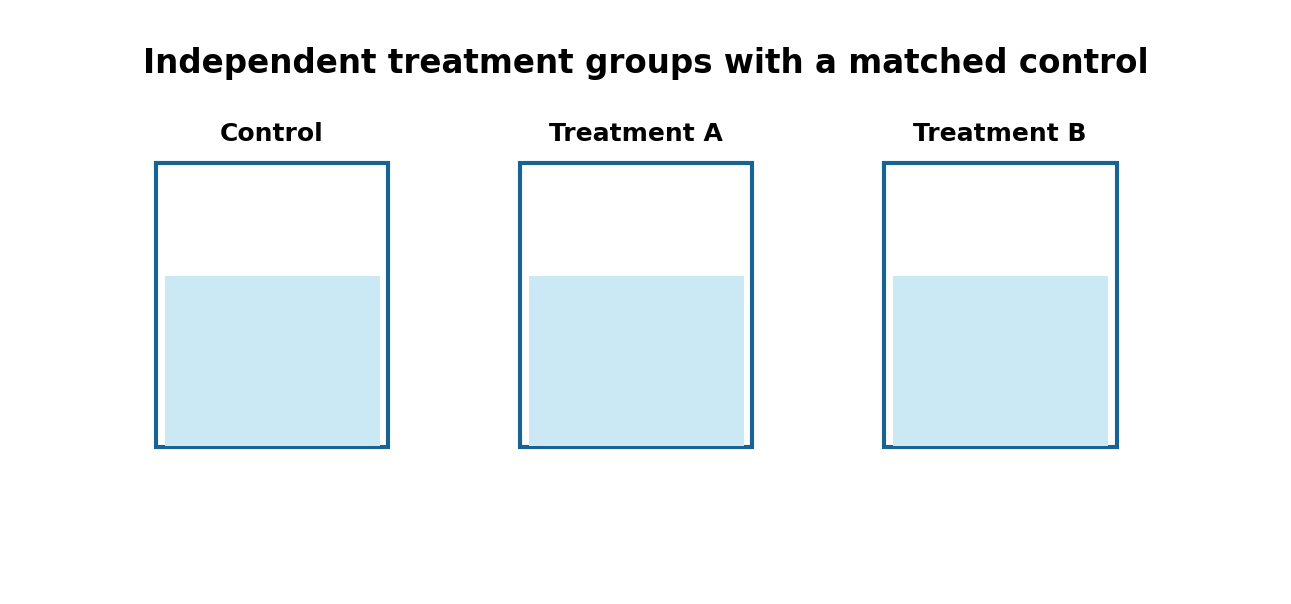 Independent treatment groups with a matched control
Control
Treatment A
Treatment B